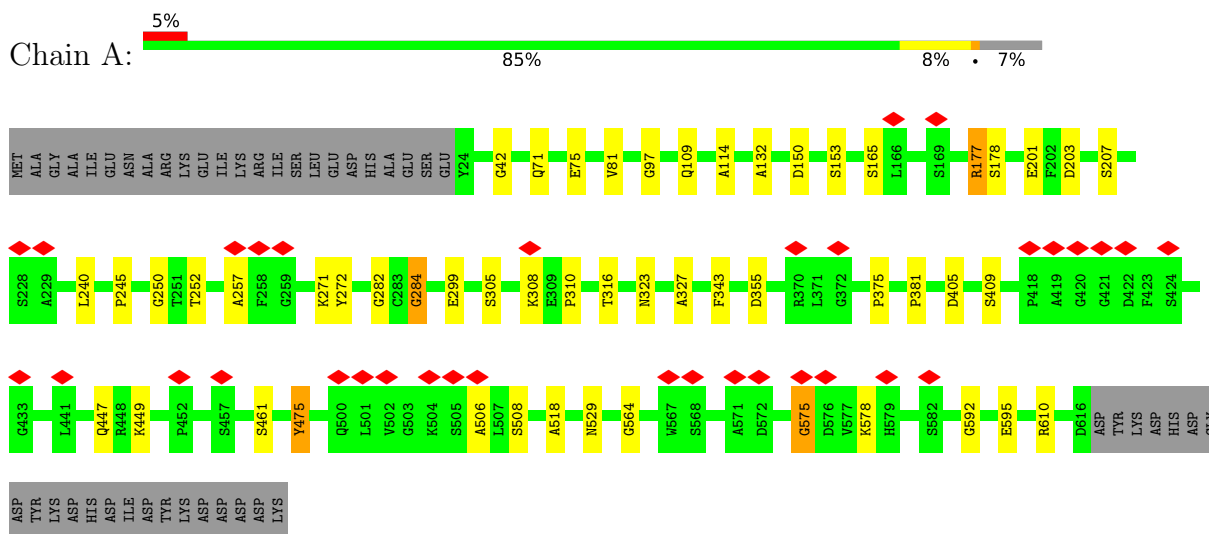 5%
Chain A:
85% 8% • 7%
MET ALA GLY ALA ILE GLU ASN ALA ARG LYS GLU ILE LYS ARG ILE SER LEU GLU ASP HIS ALA GLU SER GLU Y24 G42 Q71 E75 V81 G97 Q109 A114 A132 D150 S153 S165 L166 S169 R177 S178 E201 F202 D203 S207
S228 A229 L240 P245 G250 T251 T252 A257 F258 G259 K271 Y272 G282 C283 G284 E299 S305 K308 E309 P310 T316 N323 A327 F343 D355 R370 L371 G372 P375 P381 D405 S409 P418 A419 G420 G421 D422 F423 S424
G433 L441 Q447 R448 K449 P452 S457 S461 Y475 Q500 L501 V502 G503 K504 S505 A506 L507 S508 A518 N529 G564 W567 S568 A571 D572 G575 D576 V577 K578 H579 S582 G592 E595 R610 D616 ASP TYR LYS ASP HIS ASP
ASP TYR LYS ASP HIS ASP ILE ASP TYR LYS ASP ASP ASP ASP LYS